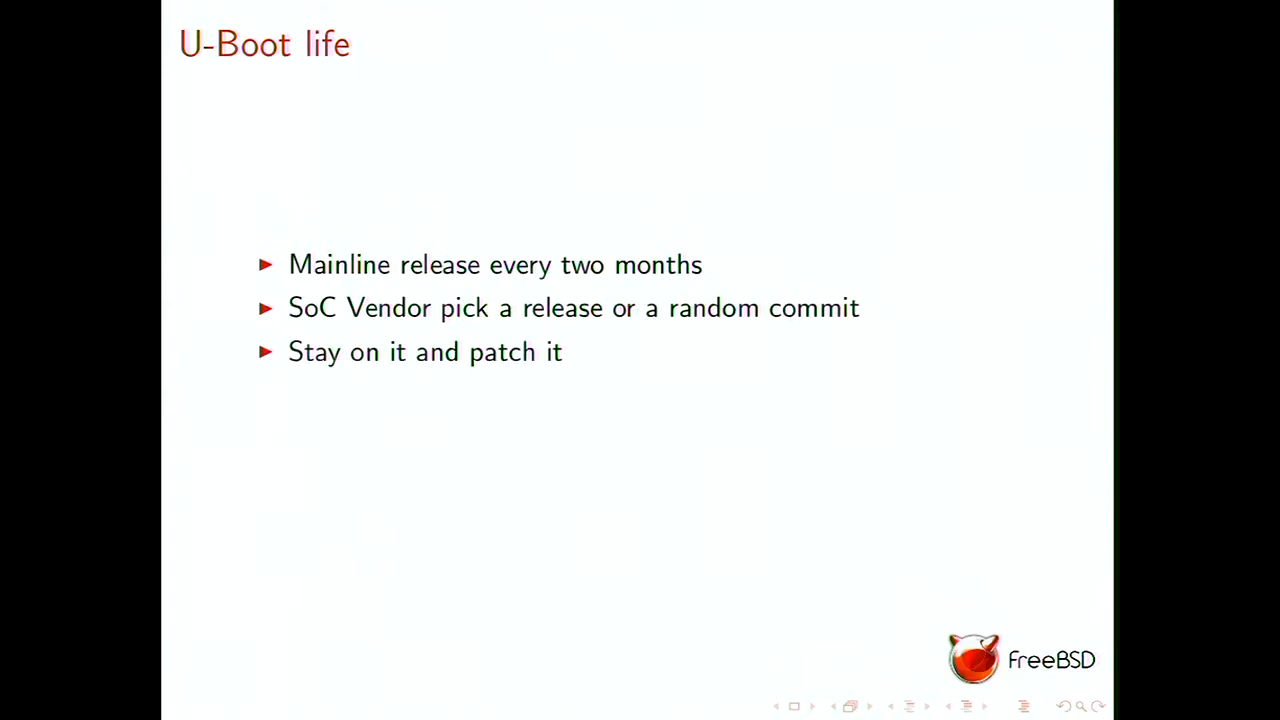 U-Boot life
Mainline release every two months
SoC Vendor pick a release or a random commit
Stay on it and patch it
FreeBSD